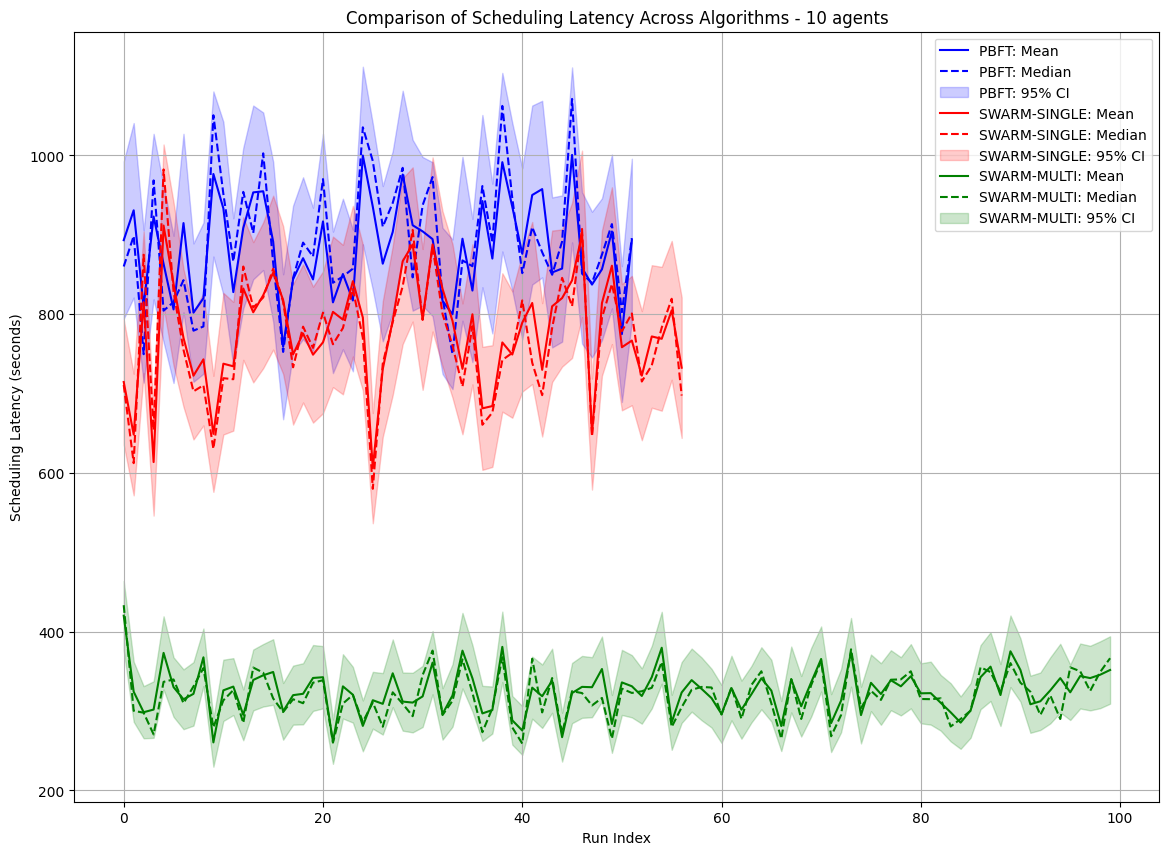 Comparison of Scheduling Latency Across Algorithms - 10 agents
PBFT: Mean
PBFT: Median
PBFT: 95% CI
SWARM-SINGLE: Mean
SWARM-SINGLE: Median
SWARM-SINGLE: 95% CI
SWARM-MULTI: Mean
SWARM-MULTI: Median
SWARM-MULTI: 95% CI
Scheduling Latency (seconds)
1000
800
600
400
200
0 20 40 60 80 100
Run Index